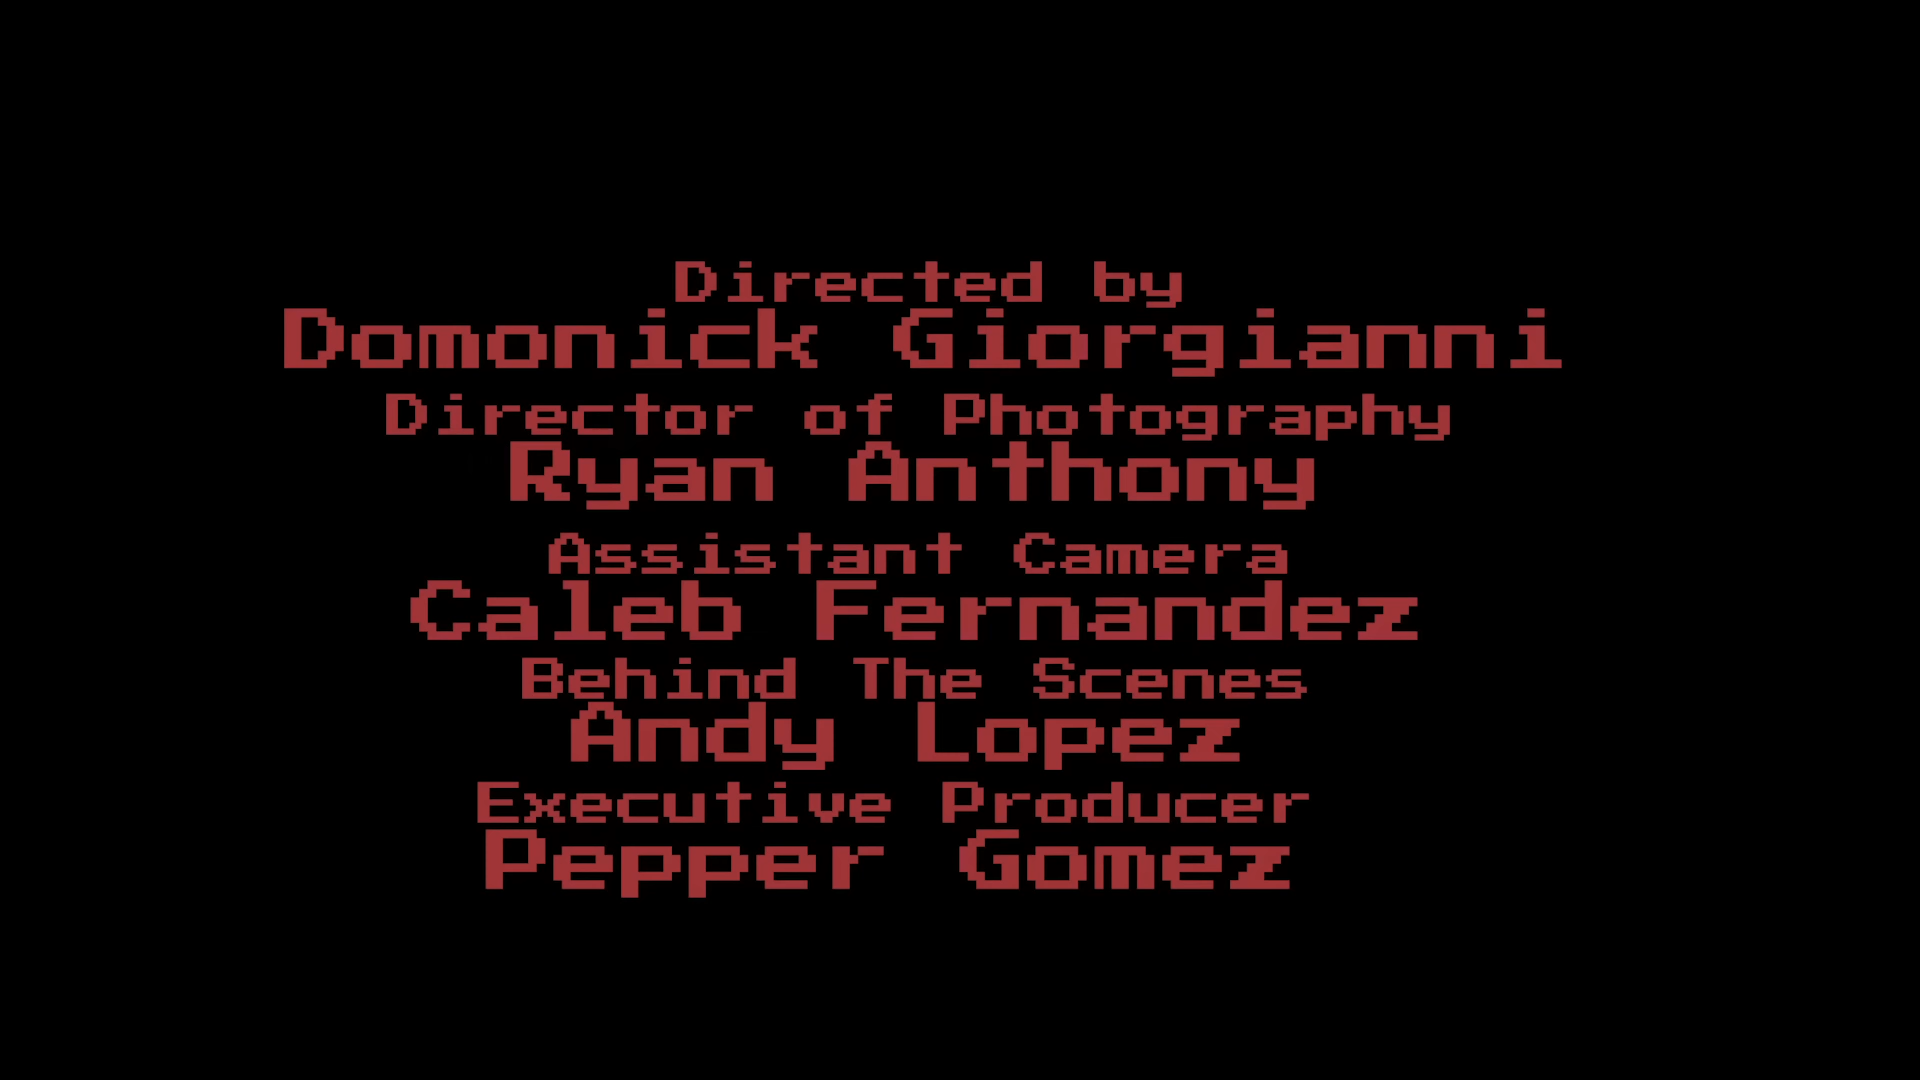 Directed by
Domonick Giorgianni
Director of Photography
Ryan Anthony
Assistant Camera
Caleb Fernandez
Behind The Scenes
Andy Lopez
Executive Producer
Pepper Gomez